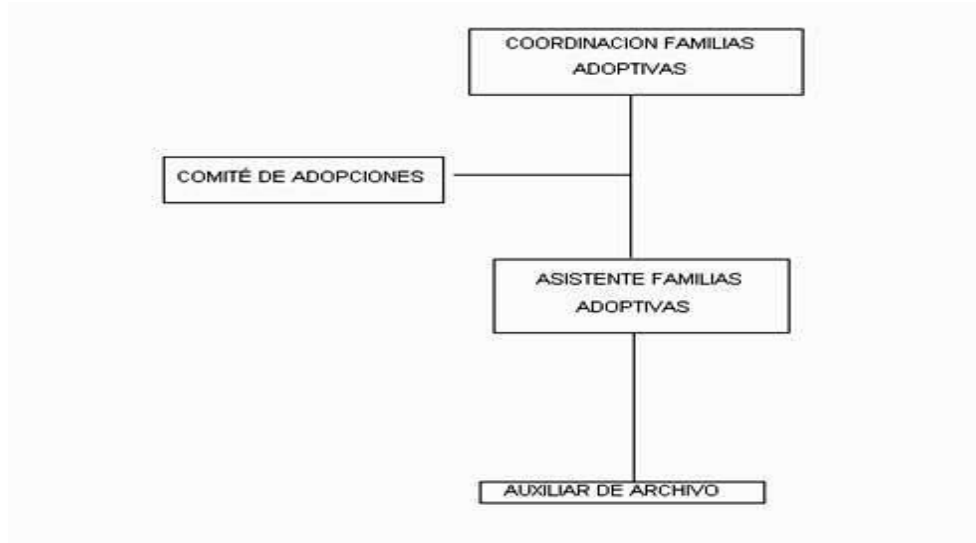 COORDINACION FAMILIAS
ADOPTIVAS
COMITÉ DE ADOPCIONES
ASISTENTE FAMILIAS
ADOPTIVAS
AUXILIAR DE ARCHIVO